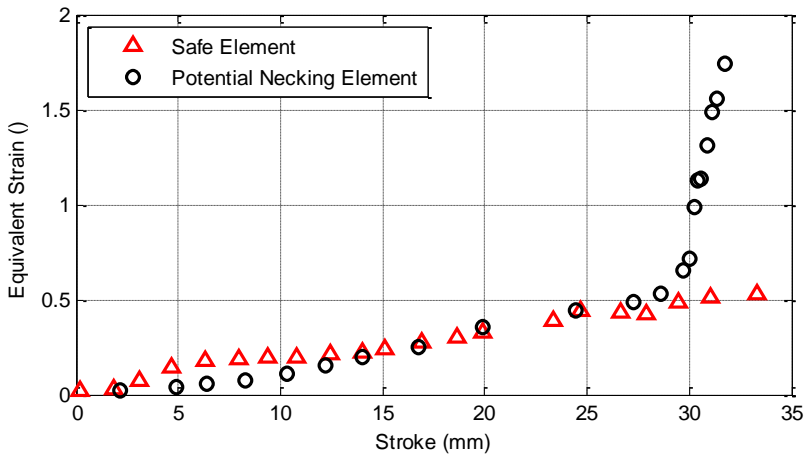 2
Safe Element
Potential Necking Element
1.5
1
0.5
0
Equivalent Strain ()
0 5 10 15 20 25 30 35
Stroke (mm)